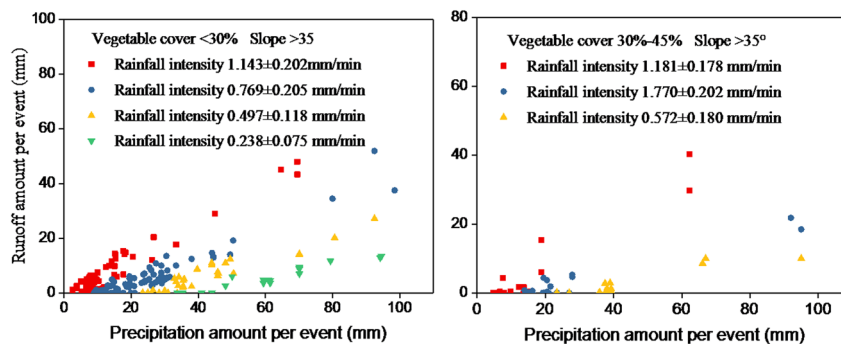 Vegetable cover <30% Slope >35
Rainfall intensity 1.143±0.202mm/min
Rainfall intensity 0.769±0.205 mm/min
Rainfall intensity 0.497±0.118 mm/min
Rainfall intensity 0.238±0.075 mm/min
Runoff amount per event (mm)
100
80
60
40
20
0
0 20 40 60 80 100
Precipitation amount per event (mm)
Vegetable cover 30%-45% Slope >35°
Rainfall intensity 1.181±0.178 mm/min
Rainfall intensity 1.770±0.202 mm/min
Rainfall intensity 0.572±0.180 mm/min
80
60
40
20
0
0 20 40 60 80 100
Precipitation amount per event (mm)